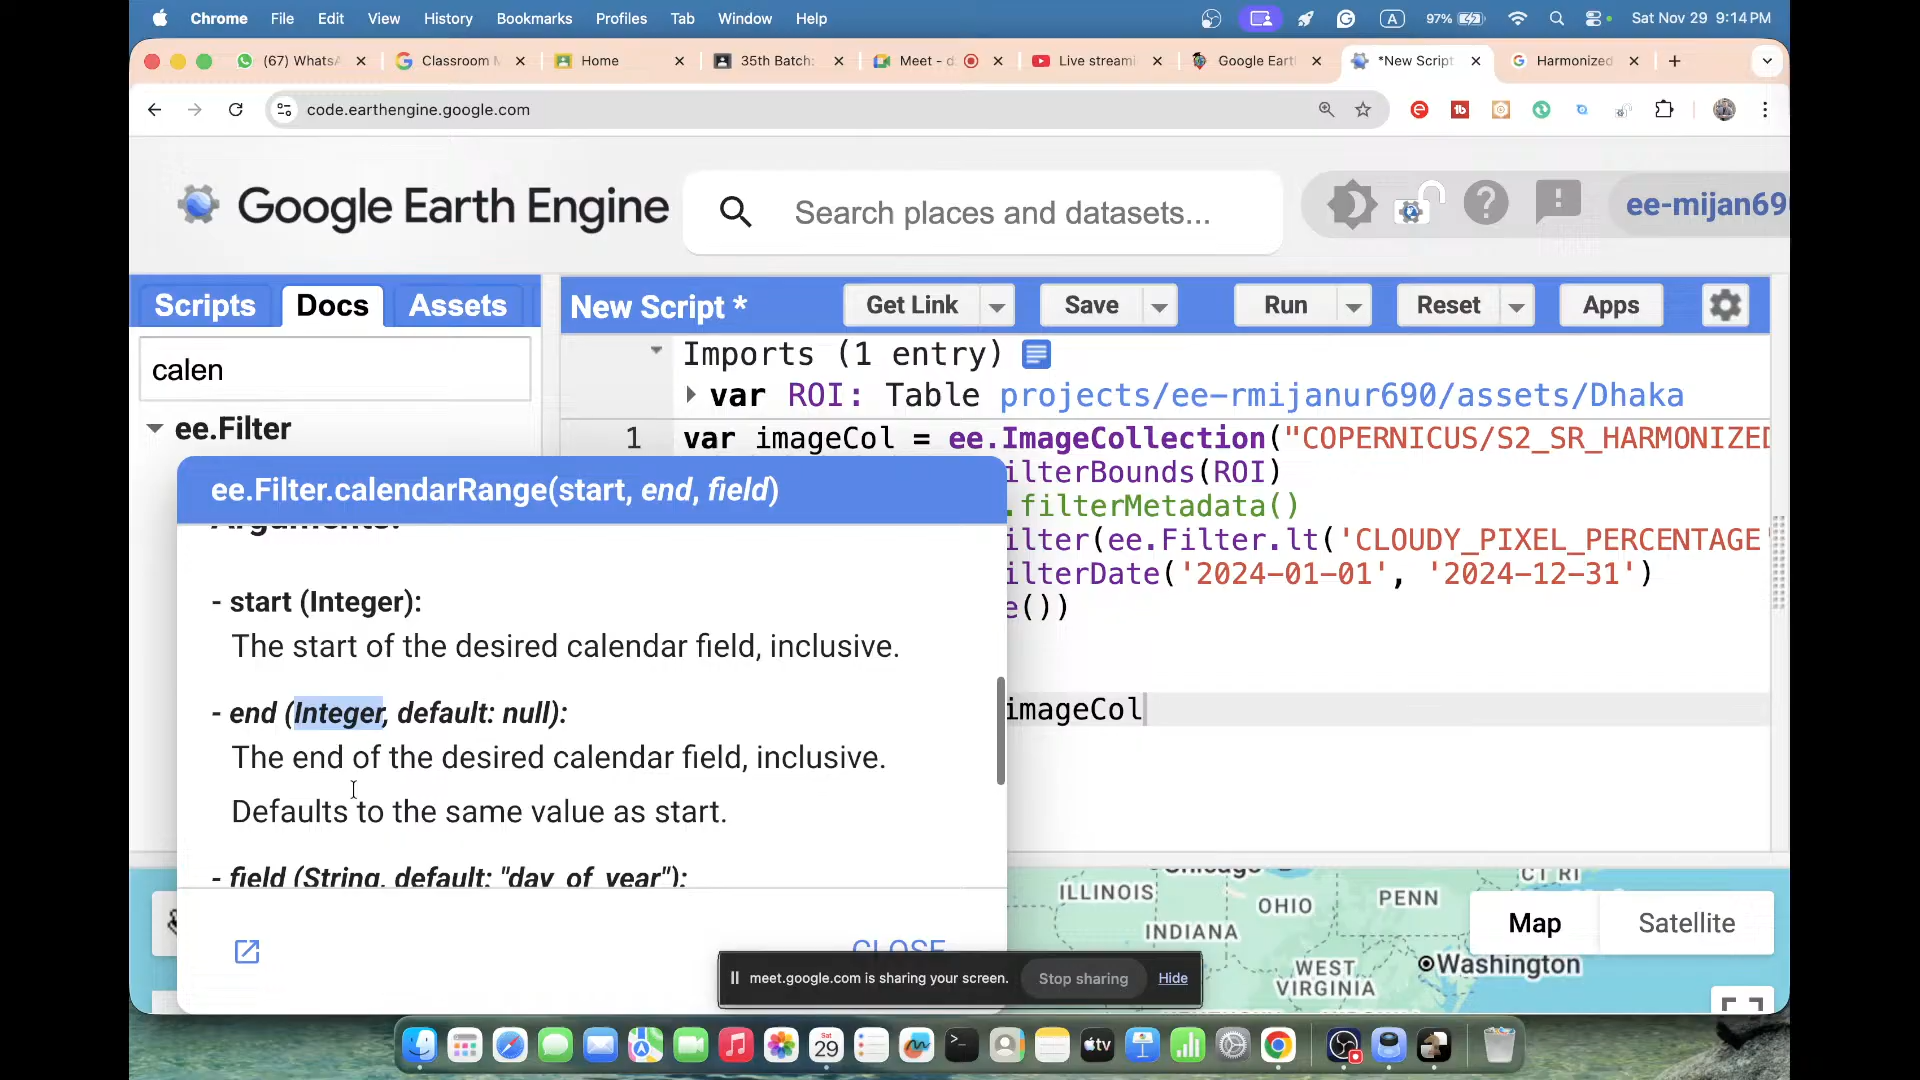 Chrome File Edit View History Bookmarks Profiles Tab Window Help A 97% Sat Nov 29 9:14 PM
(67) WhatsA Classroom M Home 35th Batch: Meet - d Live streami Google Eart *New Script Harmonized
code.earthengine.google.com
Google Earth Engine Search places and datasets... ee-mijan69
Scripts Docs Assets New Script * Get Link Save Run Reset Apps
calen
Imports (1 entry)
var ROI: Table projects/ee-rmijanur690/assets/Dhaka
ee.Filter
1 var imageCol = ee.ImageCollection("COPERNICUS/S2_SR_HARMONIZED
ee.Filter.calendarRange(start, end, field)
ilterBounds(ROI)
.filterMetadata()
ilter(ee.Filter.lt('CLOUDY_PIXEL_PERCENTAGE'
ilterDate('2024-01-01', '2024-12-31')
e())
imageCol
Arguments:
- start (Integer):
The start of the desired calendar field, inclusive.
- end (Integer, default: null):
The end of the desired calendar field, inclusive.
Defaults to the same value as start.
- field (String, default: "day_of_year"):
CLOSE
meet.google.com is sharing your screen. Stop sharing Hide
Chicago
ILLINOIS
INDIANA
OHIO
PENN
CT RI
WEST
VIRGINIA
Washington
Map Satellite
29
tv